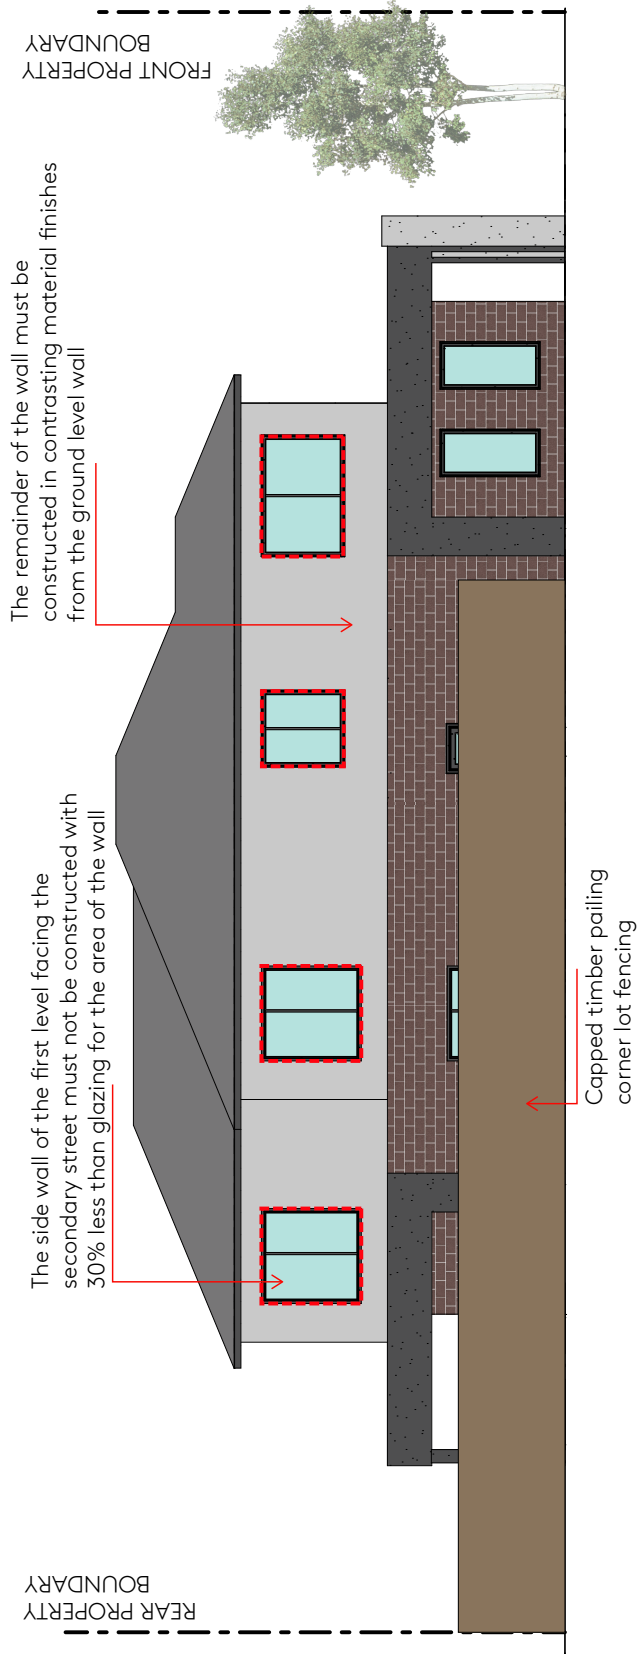 REAR PROPERTY
BOUNDARY
The side wall of the first level facing the
secondary street must not be constructed with
30% less than glazing for the area of the wall
The remainder of the wall must be
constructed in contrasting material finishes
from the ground level wall
FRONT PROPERTY
BOUNDARY
Capped timber pailing
corner lot fencing